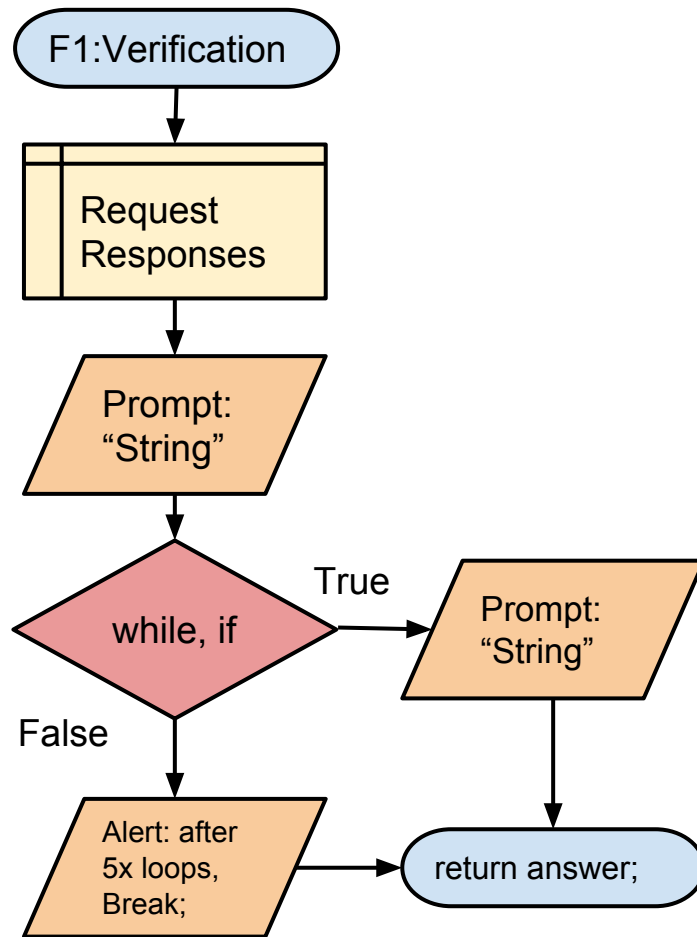 F1:Verification
Request
Responses
Prompt:
“String”
while, if
True
Prompt:
“String”
False
Alert: after
5x loops,
Break;
return answer;